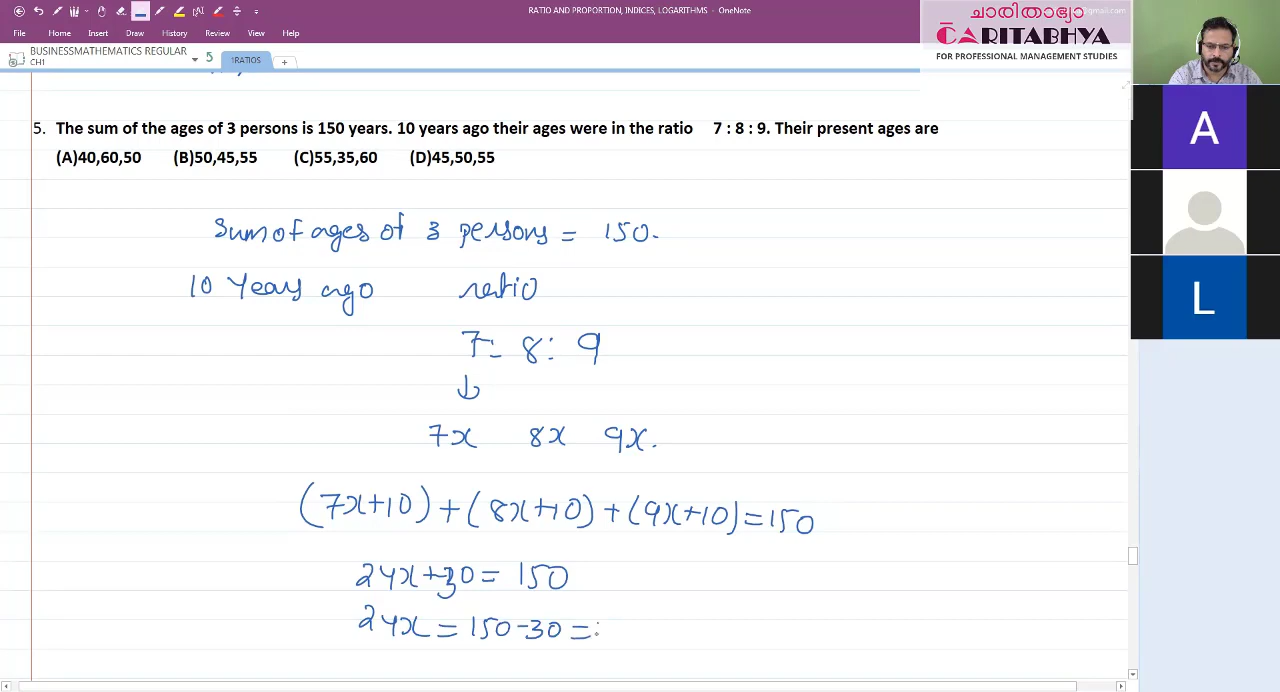 RATIO AND PROPORTION, INDICES, LOGARITHMS - OneNote
@gmail.com
File Home Insert Draw History Review View Help
ചാരിതാഭ്യാ
CARITABHYA
FOR PROFESSIONAL MANAGEMENT STUDIES
BUSINESSMATHEMATICS REGULAR
CH1
1RATIOS
5. The sum of the ages of 3 persons is 150 years. 10 years ago their ages were in the ratio 7 : 8 : 9. Their present ages are
(A)40,60,50 (B)50,45,55 (C)55,35,60 (D)45,50,55
Sum of ages of 3 persons = 150.
10 Years ago ratio
7: 8: 9
↓
7x 8x 9x.
(7x+10)+(8x+10)+(9x+10)=150
24x+30= 150
24x = 150-30=
A
L